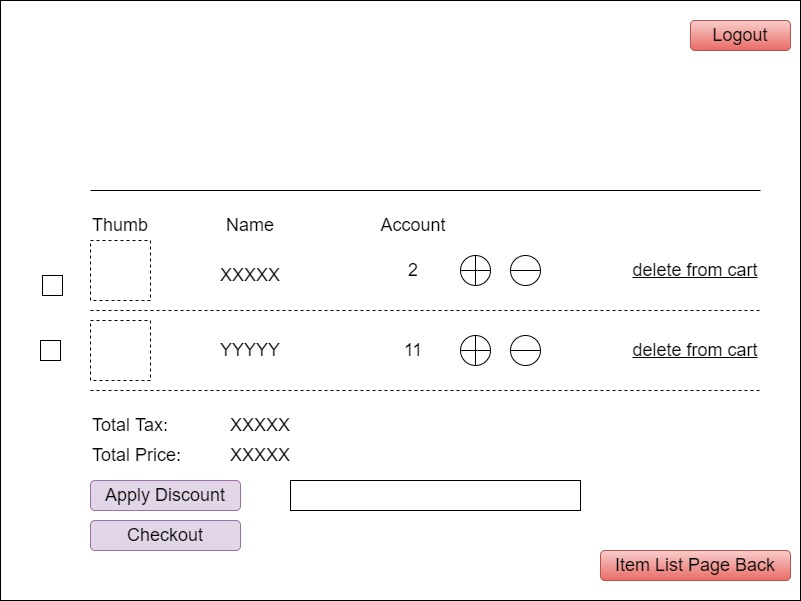 Logout
Thumb Name Account
XXXXX 2 delete from cart
YYYYY 11 delete from cart
Total Tax: XXXXX
Total Price: XXXXX
Apply Discount
Checkout
Item List Page Back